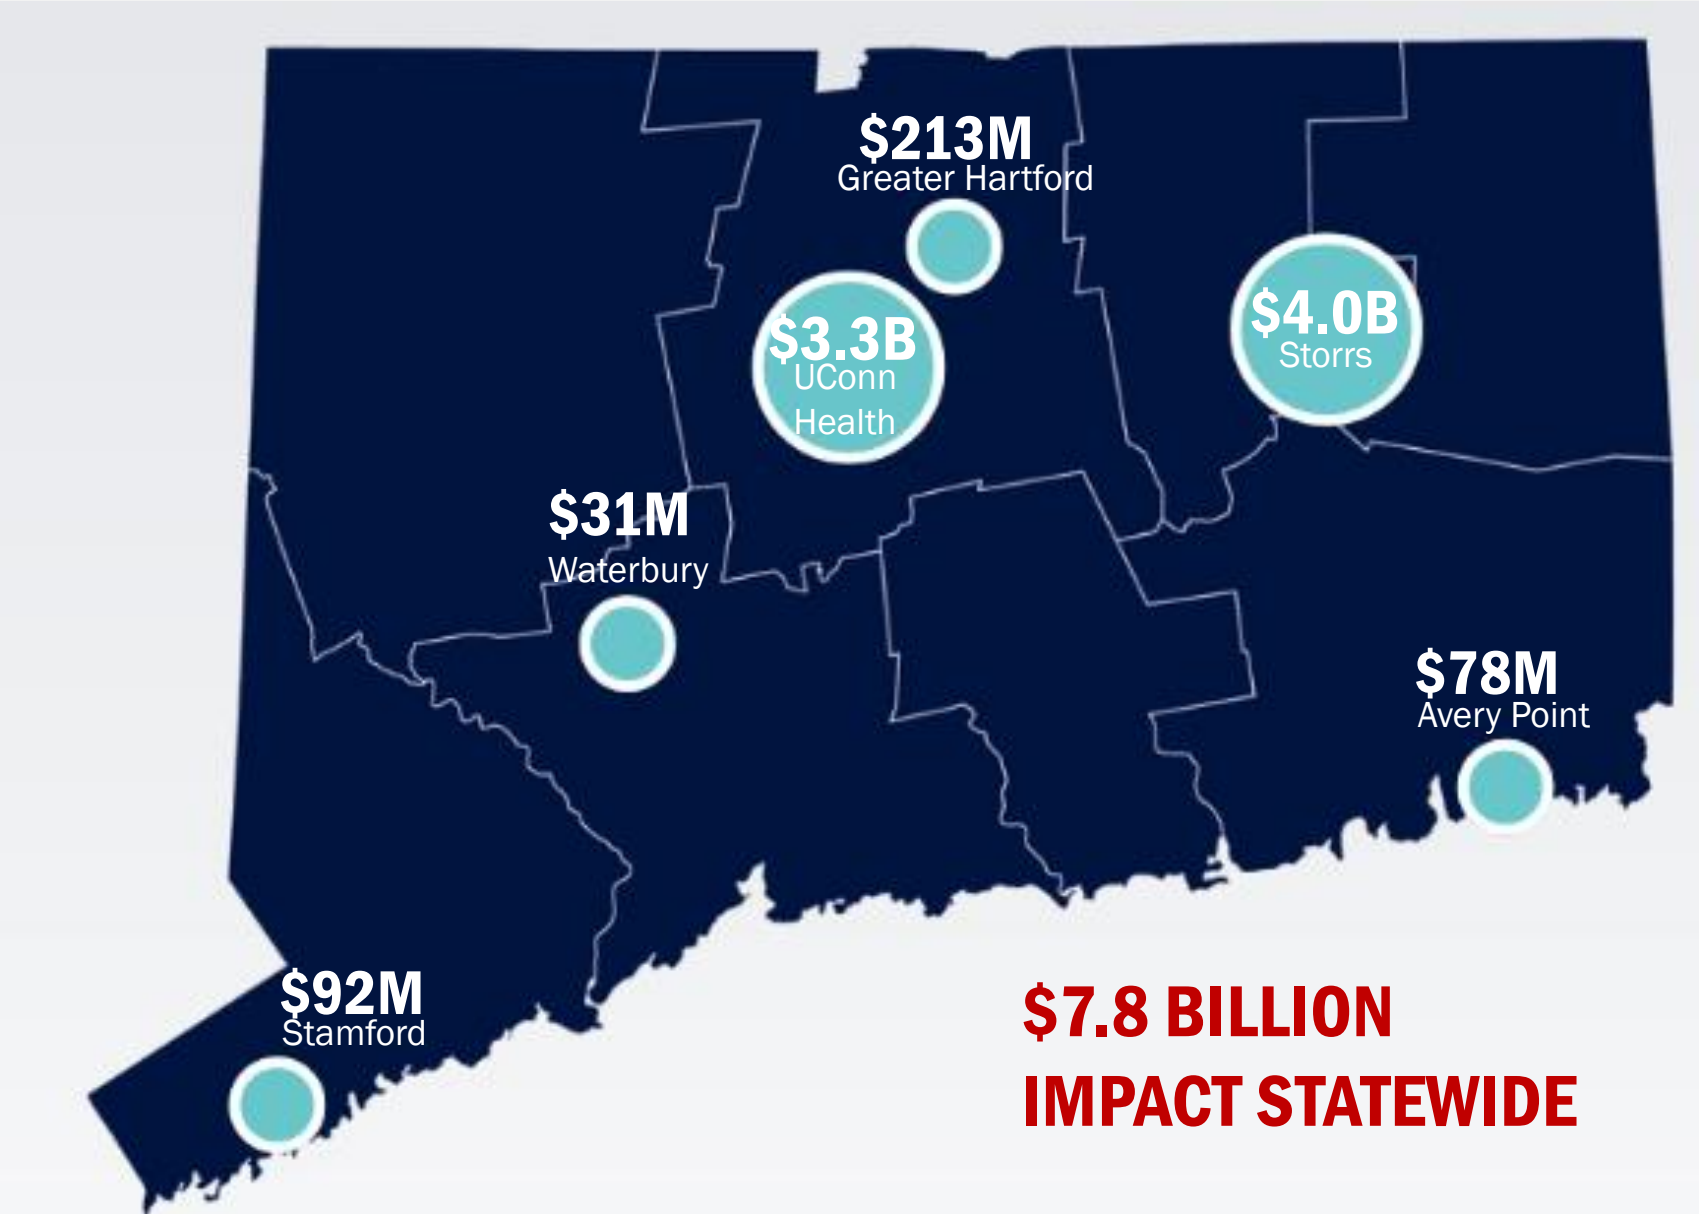 $213M
Greater Hartford
$4.0B
Storrs
$3.3B
UConn
Health
$31M
Waterbury
$78M
Avery Point
$92M
Stamford
$7.8 BILLION
IMPACT STATEWIDE